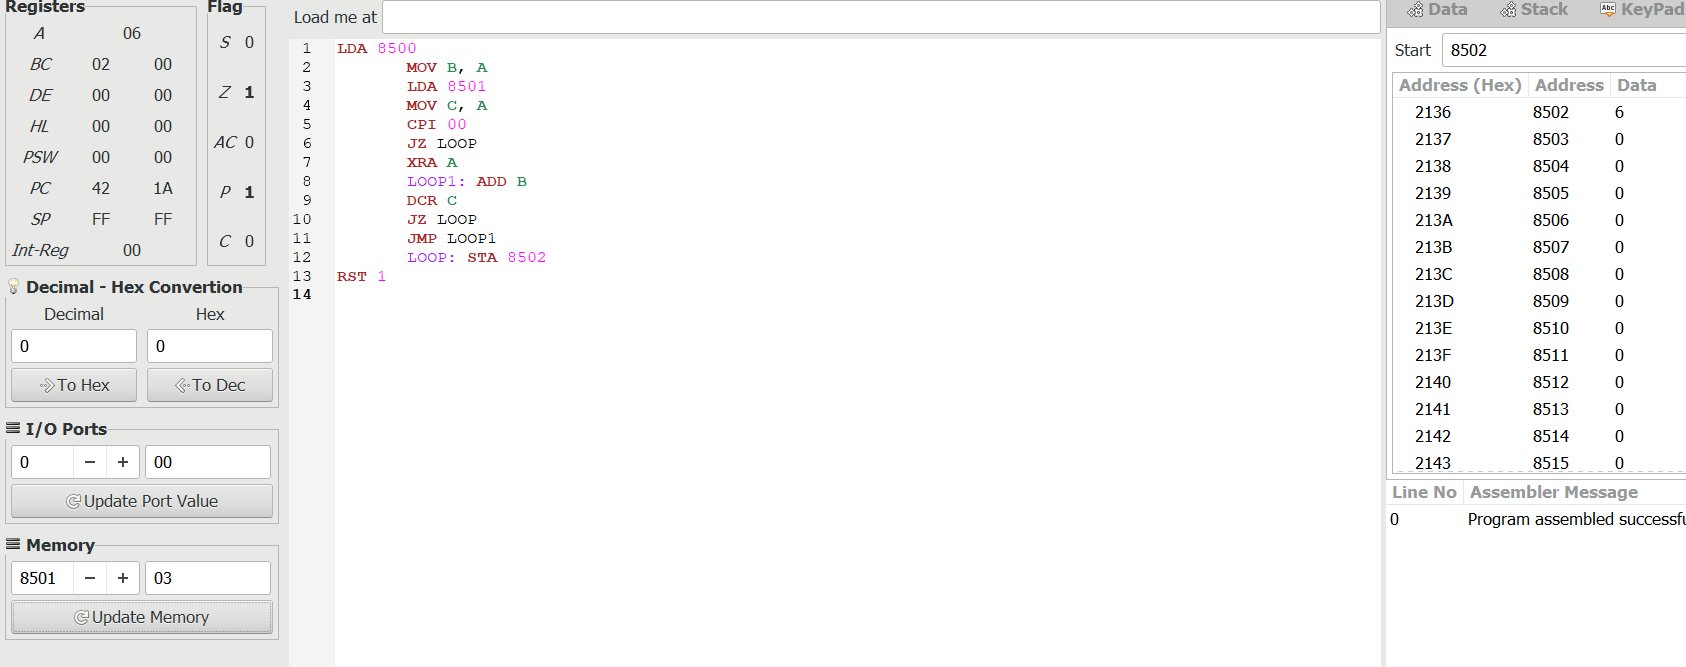 Registers
A 06
BC 02 00
DE 00 00
HL 00 00
PSW 00 00
PC 42 1A
SP FF FF
Int-Reg 00
Flag
S 0
Z 1
AC 0
P 1
C 0
Decimal - Hex Convertion
Decimal Hex
0 0
To Hex To Dec
I/O Ports
0 − + 00
Update Port Value
Memory
8501 − + 03
Update Memory
Load me at
1 LDA 8500
2 MOV B, A
3 LDA 8501
4 MOV C, A
5 CPI 00
6 JZ LOOP
7 XRA A
8 LOOP1: ADD B
9 DCR C
10 JZ LOOP
11 JMP LOOP1
12 LOOP: STA 8502
13 RST 1
14
Data Stack Abc KeyPad
Start 8502
Address (Hex) Address Data
2136 8502 6
2137 8503 0
2138 8504 0
2139 8505 0
213A 8506 0
213B 8507 0
213C 8508 0
213D 8509 0
213E 8510 0
213F 8511 0
2140 8512 0
2141 8513 0
2142 8514 0
2143 8515 0
Line No Assembler Message
0 Program assembled successfu